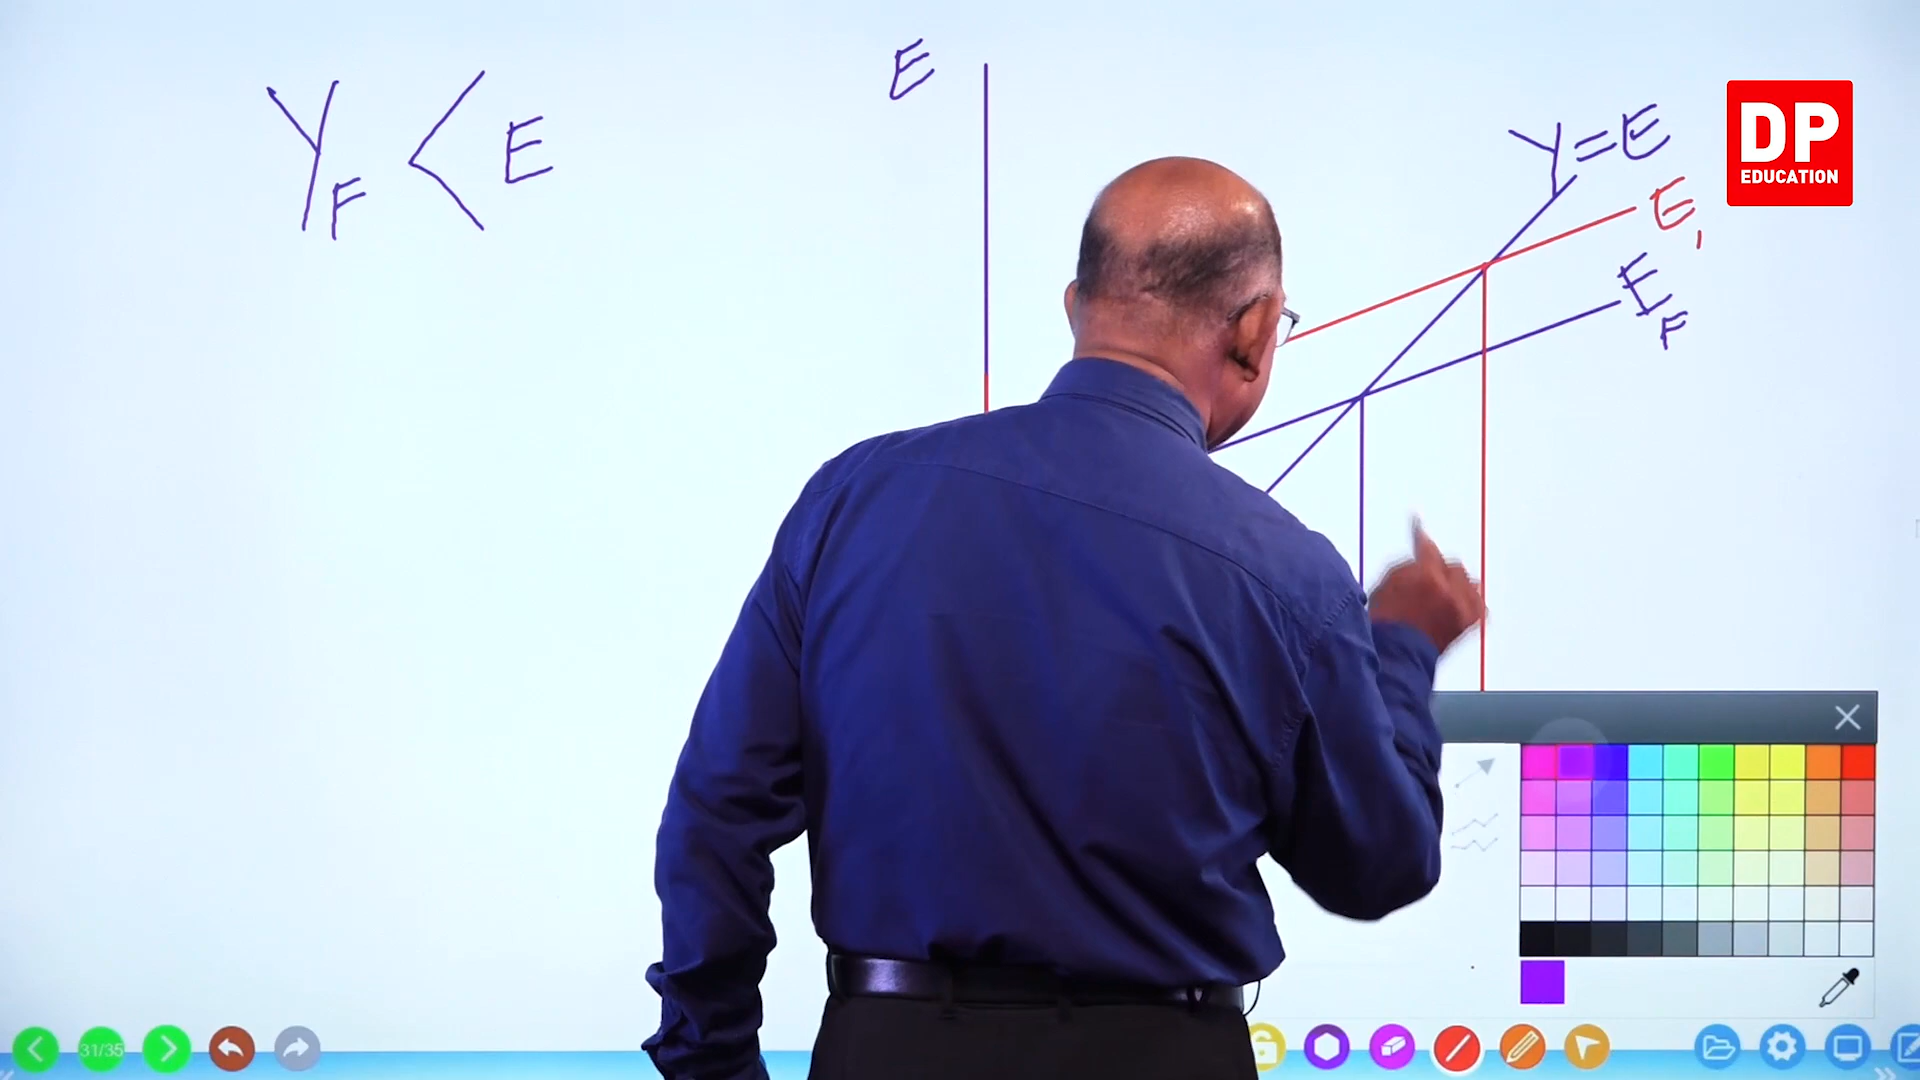 Y_F < E
E
Y=E
E_1
E_F
DP
EDUCATION
31/35